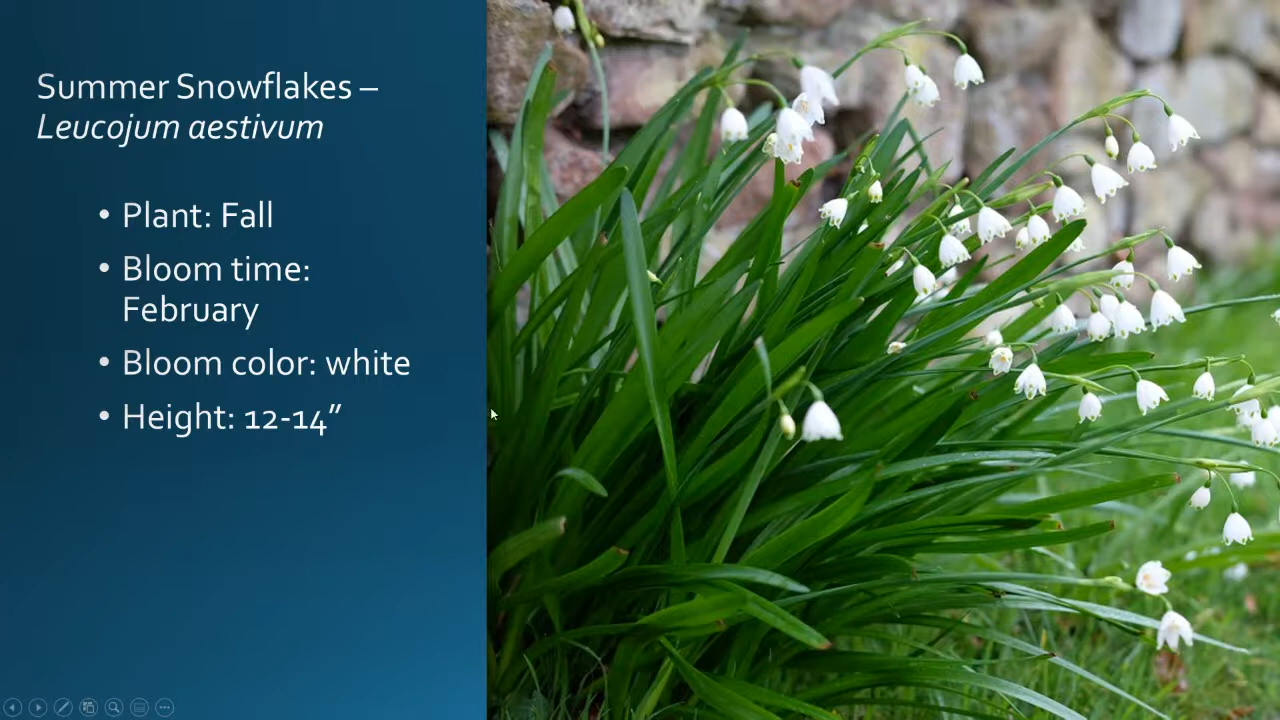 Summer Snowflakes –
Leucojum aestivum
• Plant: Fall
• Bloom time:
February
• Bloom color: white
• Height: 12-14”